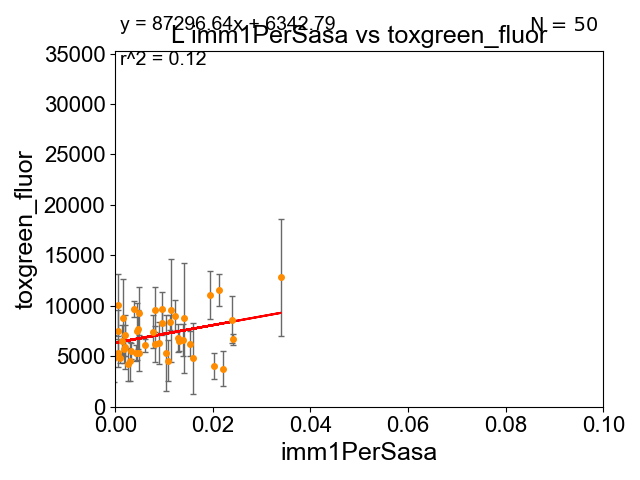 y = 87296.64x + 6342.79
N = 50
L imm1PerSasa vs toxgreen_fluor
r^2 = 0.12
35000
30000
25000
20000
15000
10000
5000
0
toxgreen_fluor
0.00
0.02
0.04
0.06
0.08
0.10
imm1PerSasa